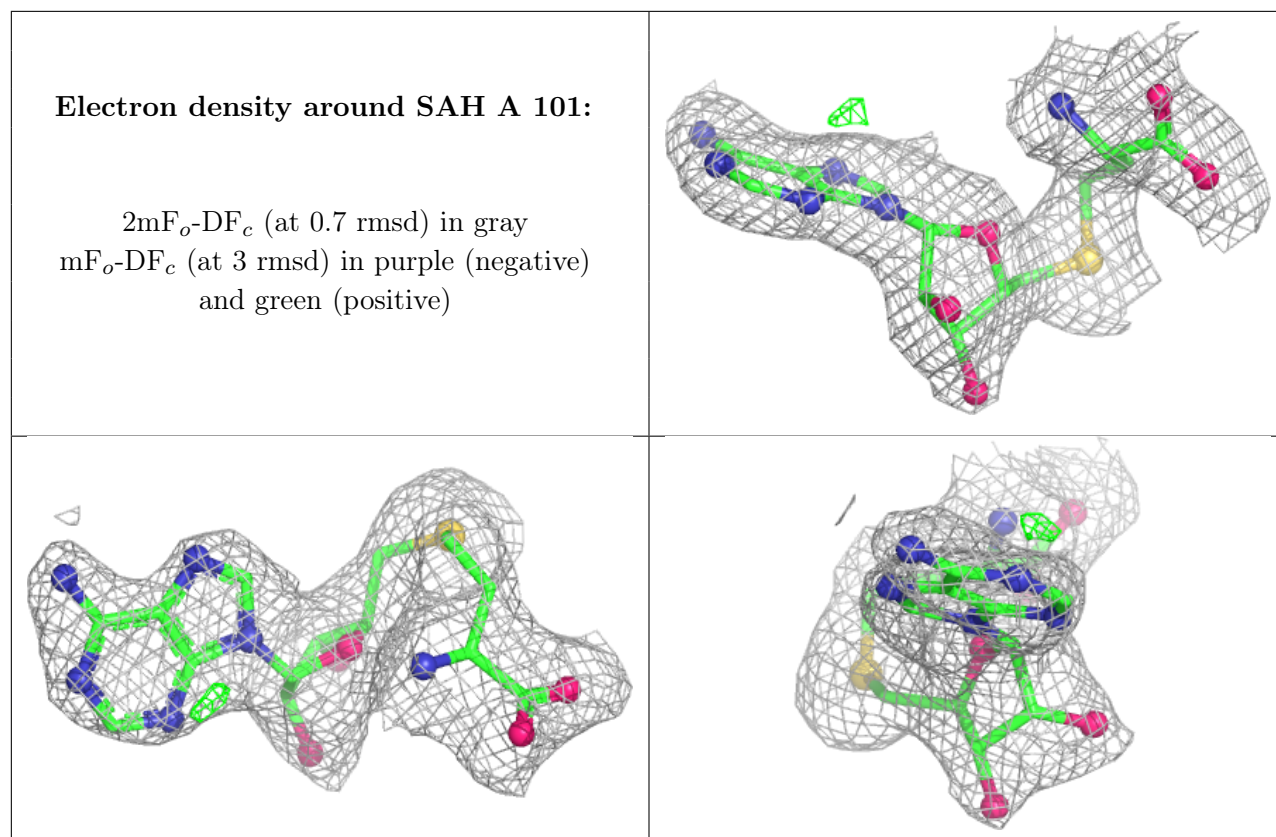 Electron density around SAH A 101:
2mFo-DFc (at 0.7 rmsd) in gray
mFo-DFc (at 3 rmsd) in purple (negative)
and green (positive)